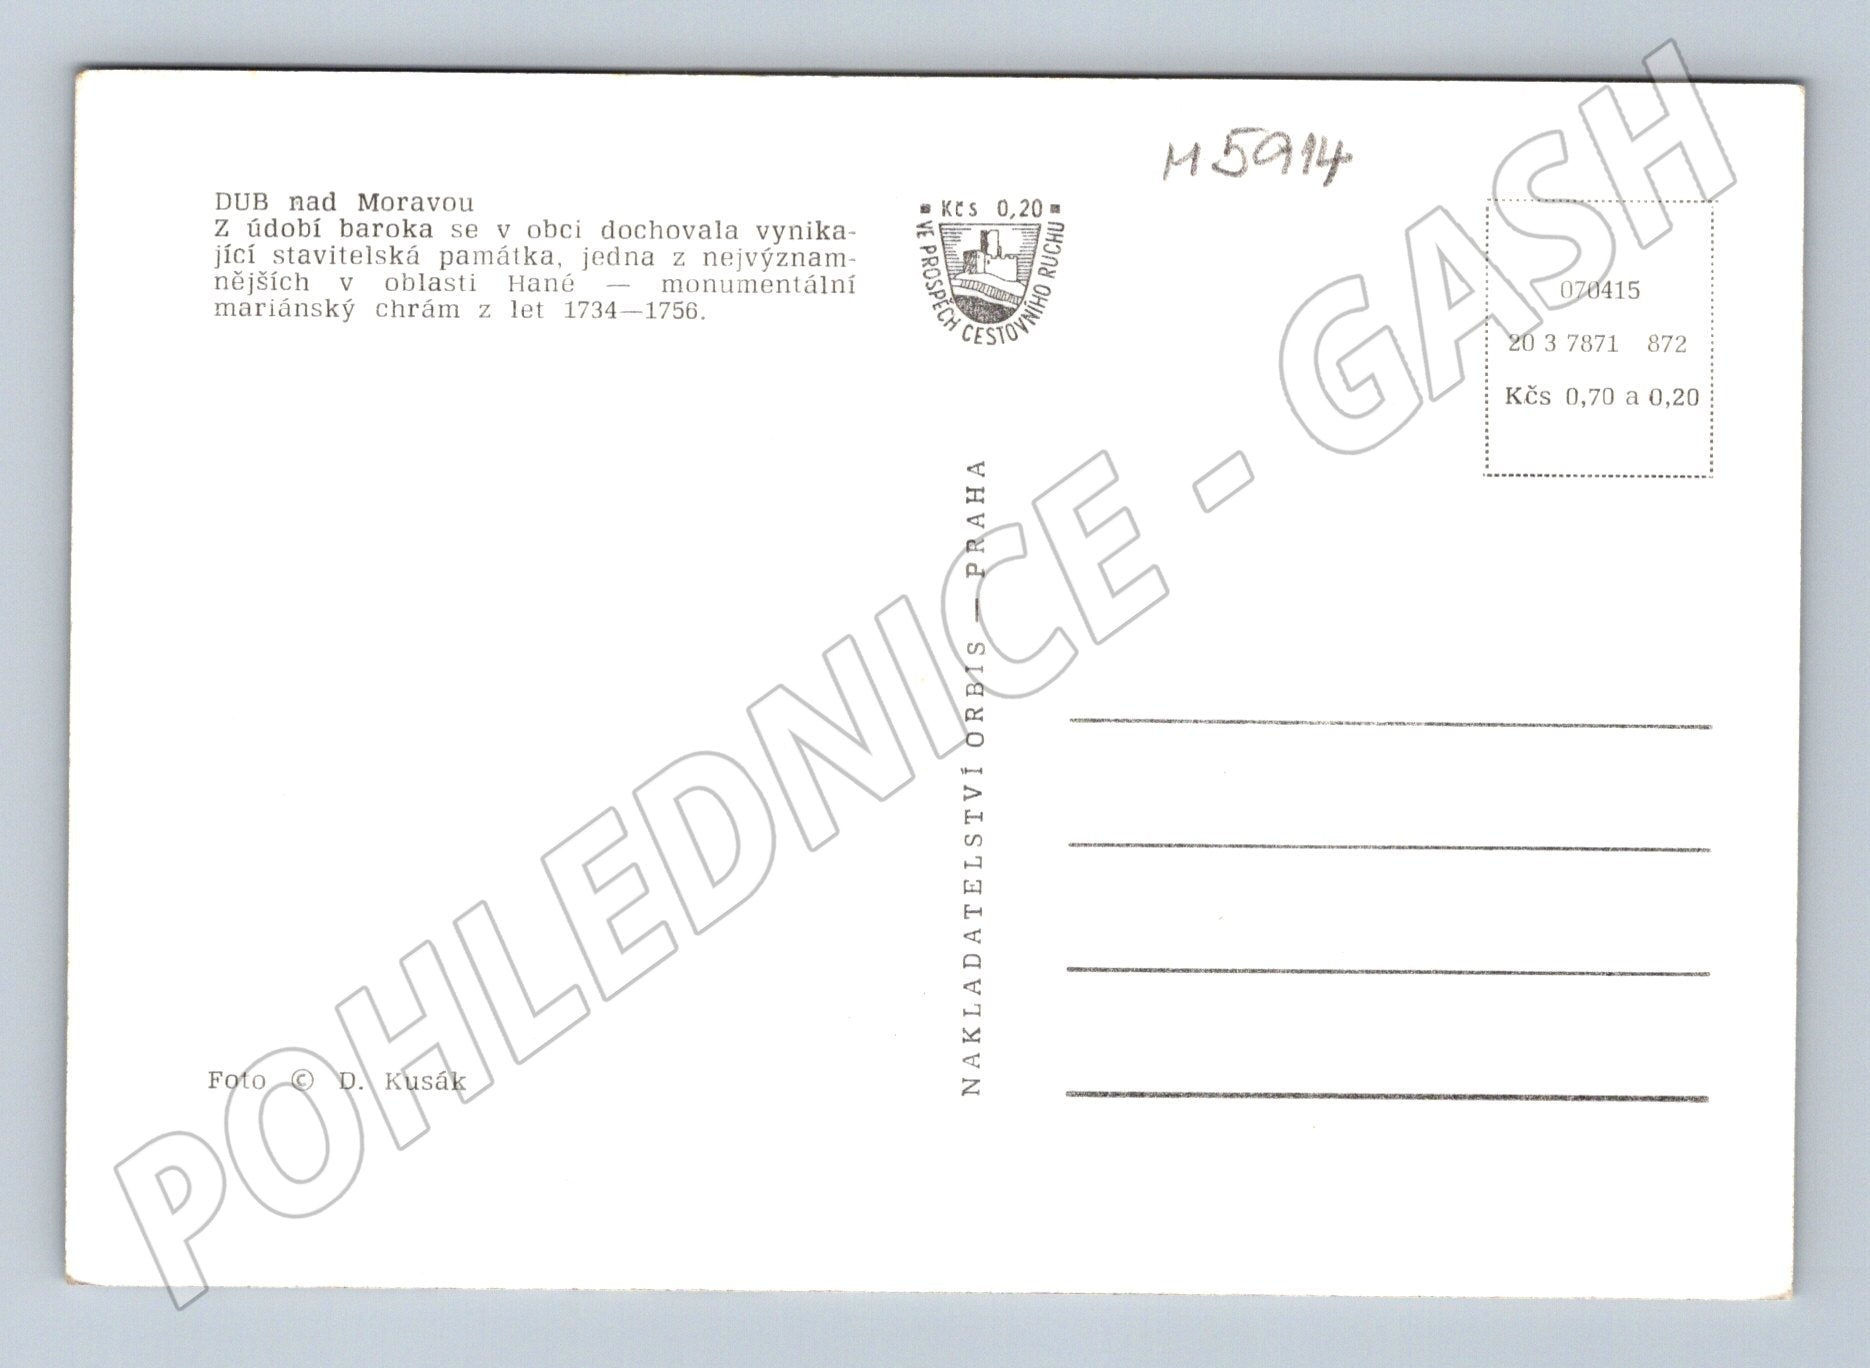 DUB nad Moravou
Z údobí baroka se v obci dochovala vynika-
jící stavitelská památka, jedna z nejvýznam-
nějších v oblasti Hané — monumentální
mariánský chrám z let 1734—1756.
Foto © D. Kusák
Kčs 0,20
VE PROSPĚCH CESTOVNÍHO RUCHU
NAKLADATELSTVÍ ORBIS — PRAHA
M 5914
070415
20 3 7871 872
Kčs 0,70 a 0,20
POHLEDNICE - GASH